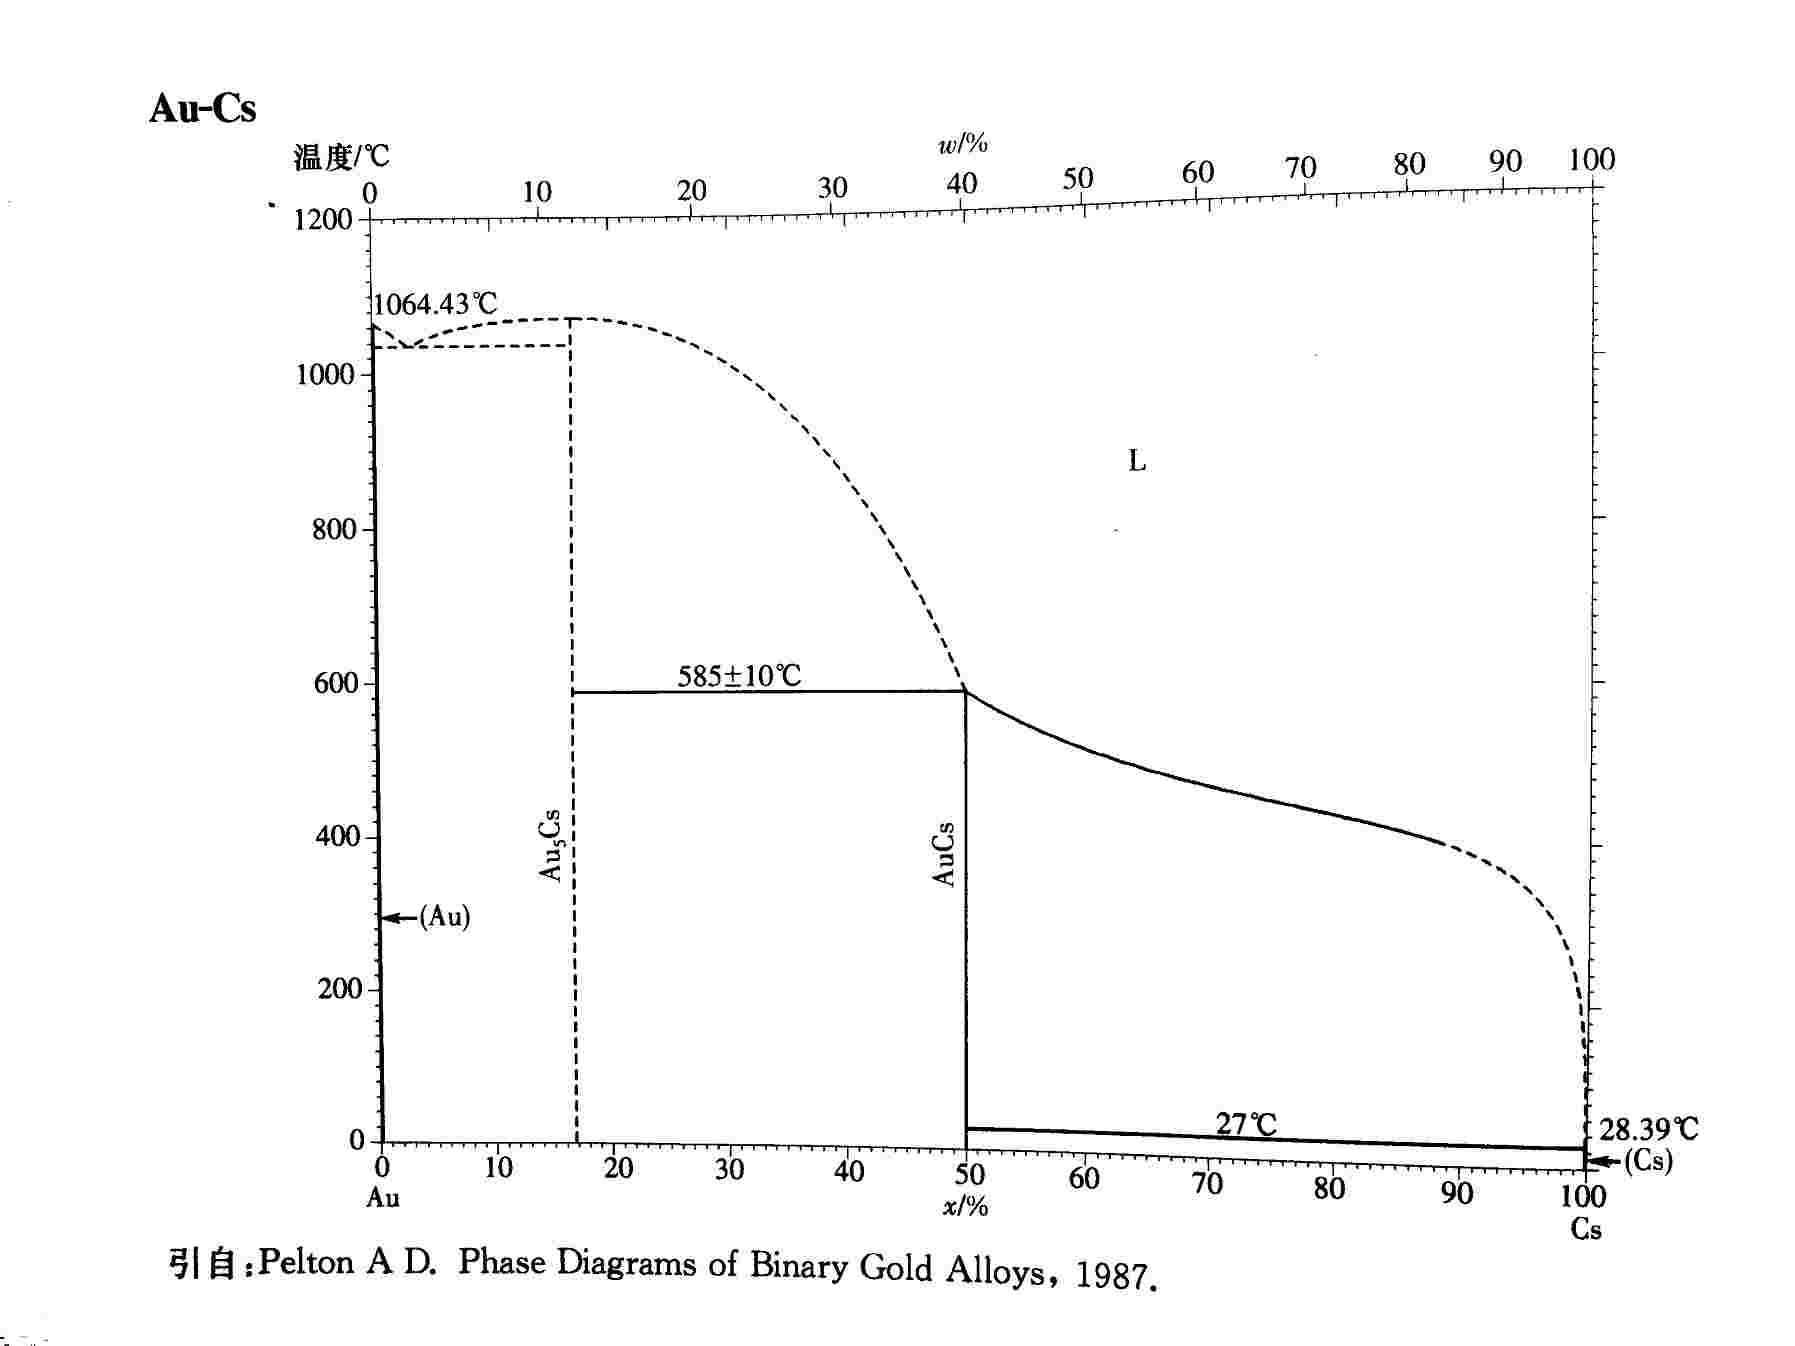 Au-Cs
温度/℃
w/%
0 10 20 30 40 50 60 70 80 90 100
1200
1064.43℃
1000
L
800
585±10℃
600
Au₅Cs
AuCs
400
(Au)
200
27℃
28.39℃
0
(Cs)
0 10 20 30 40 50 60 70 80 90 100
Au
x/%
Cs
引自:Pelton A D. Phase Diagrams of Binary Gold Alloys, 1987.